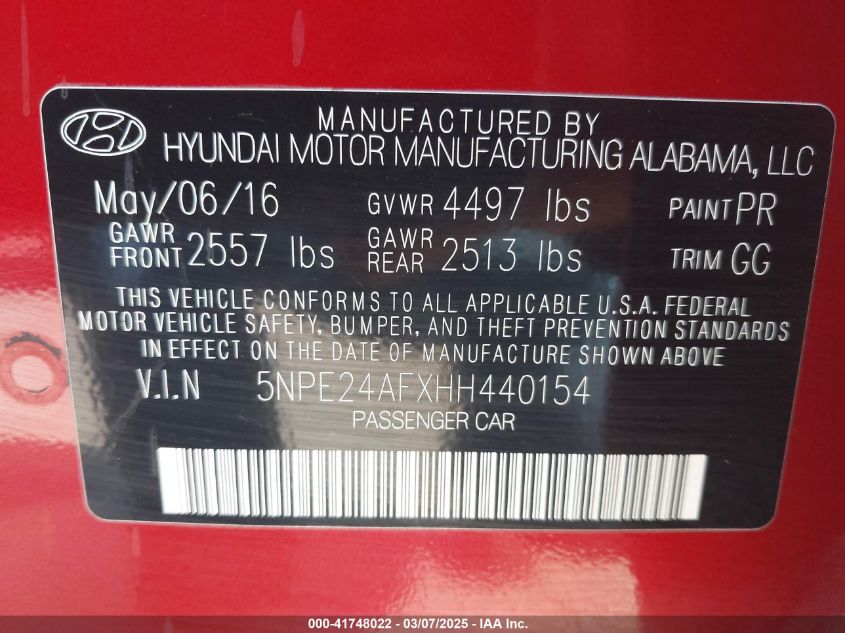 MANUFACTURED BY
HYUNDAI MOTOR MANUFACTURING ALABAMA, LLC
May/06/16 GVWR 4497 lbs PAINT PR
GAWR FRONT 2557 lbs GAWR REAR 2513 lbs TRIM GG
THIS VEHICLE CONFORMS TO ALL APPLICABLE U.S.A. FEDERAL
MOTOR VEHICLE SAFETY, BUMPER, AND THEFT PREVENTION STANDARDS
IN EFFECT ON THE DATE OF MANUFACTURE SHOWN ABOVE.
V.I.N 5NPE24AFXHH440154
PASSENGER CAR
000-41748022 - 03/07/2025 - IAA Inc.